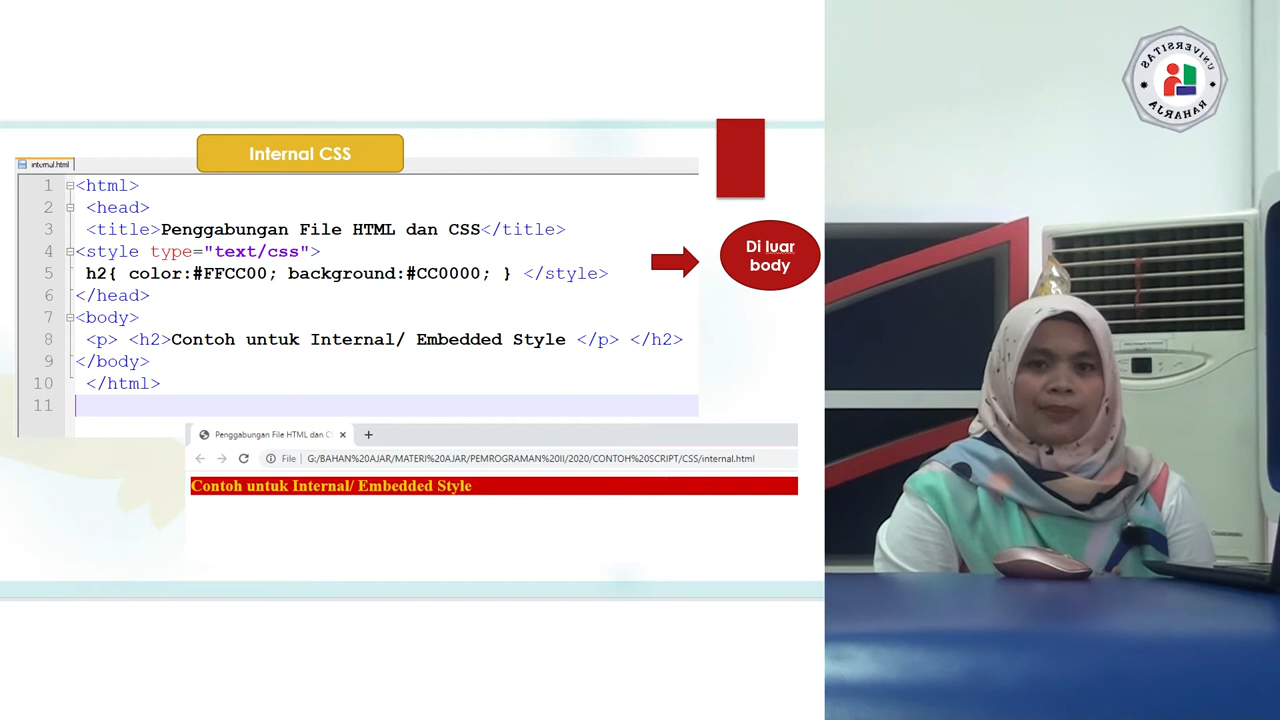 UNIVERSITAS
RAHARJA
Internal CSS
internal.html
1 <html>
2 <head>
3 <title>Penggabungan File HTML dan CSS</title>
4 <style type="text/css">
5 h2{ color:#FFCC00; background:#CC0000; } </style>
6 </head>
7 <body>
8 <p> <h2>Contoh untuk Internal/ Embedded Style </p> </h2>
9 </body>
10 </html>
11
Di luar
body
Penggabungan File HTML dan C
File | G:/BAHAN%20AJAR/MATERI%20AJAR/PEMROGRAMAN%20II/2020/CONTOH%20SCRIPT/CSS/internal.html
Contoh untuk Internal/ Embedded Style